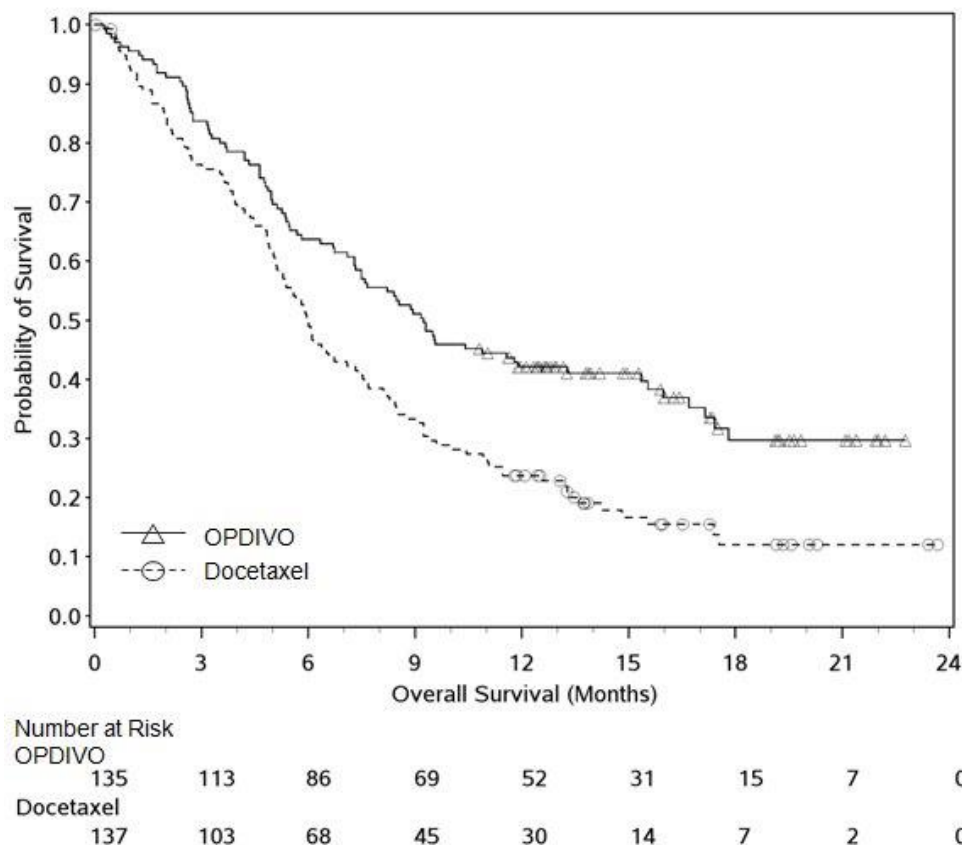 1.0
0.9
0.8
0.7
0.6
0.5
0.4
0.3
0.2
0.1
0.0
Probability of Survival
OPDIVO
Docetaxel
0 3 6 9 12 15 18 21 24
Overall Survival (Months)
Number at Risk
OPDIVO
135 113 86 69 52 31 15 7 0
Docetaxel
137 103 68 45 30 14 7 2 0